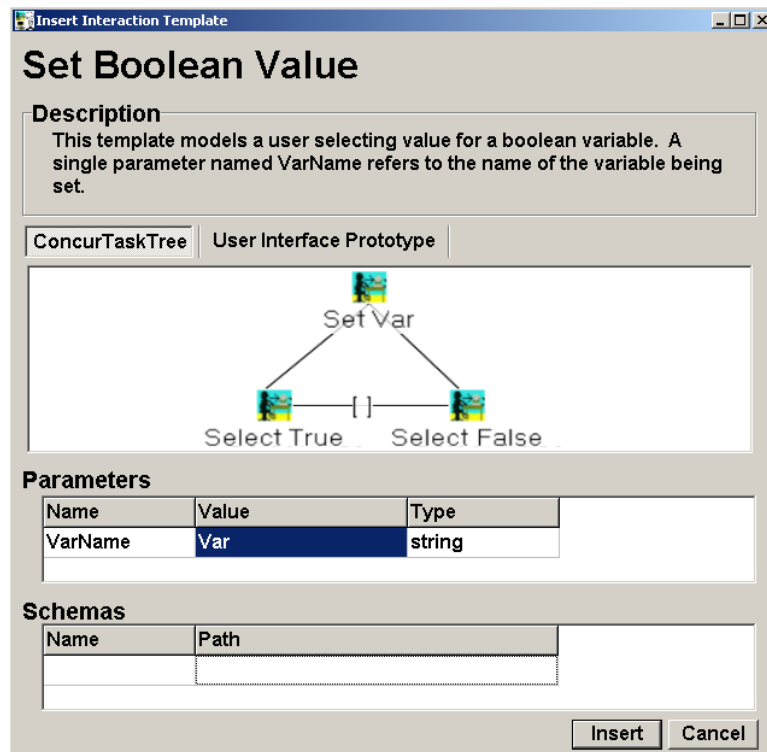 Insert Interaction Template
Set Boolean Value
Description
This template models a user selecting value for a boolean variable. A
single parameter named VarName refers to the name of the variable being
set.
ConcurTaskTree User Interface Prototype
Set Var
[ ]
Select True Select False
Parameters
Name Value Type
VarName Var string
Schemas
Name Path
Insert Cancel